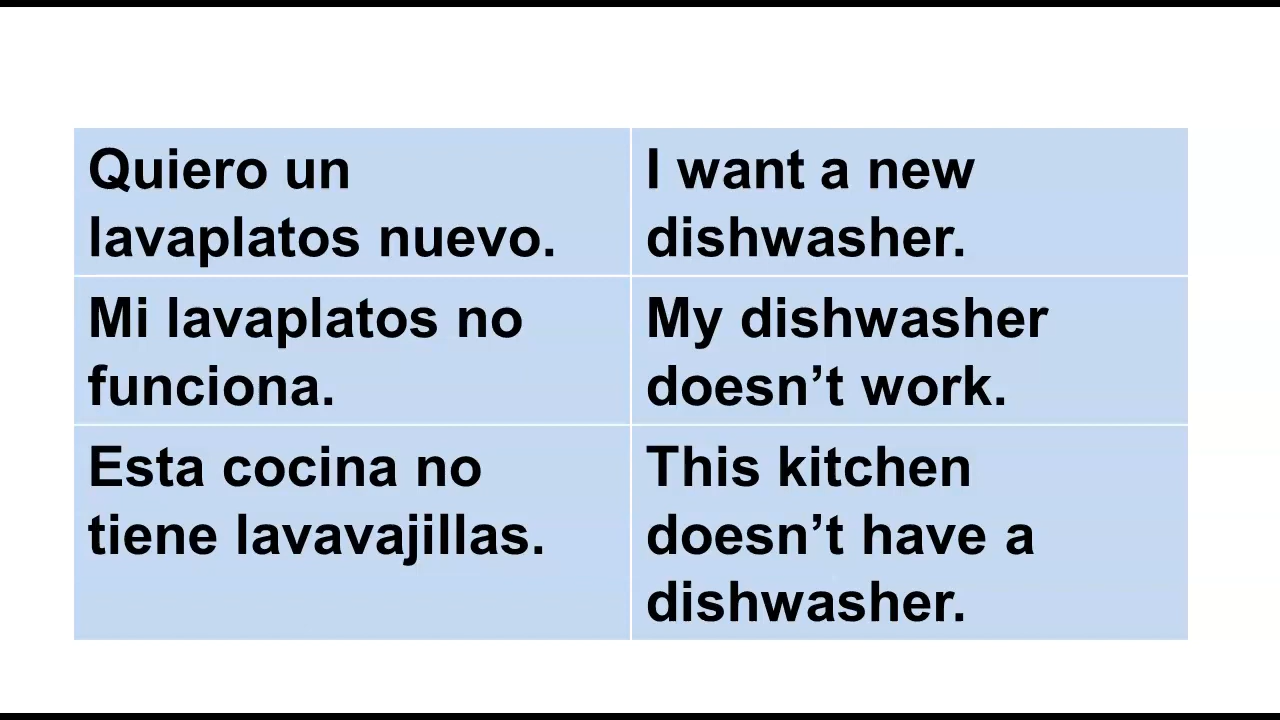 Quiero un
lavaplatos nuevo.
I want a new
dishwasher.
Mi lavaplatos no
funciona.
My dishwasher
doesn’t work.
Esta cocina no
tiene lavavajillas.
This kitchen
doesn’t have a
dishwasher.